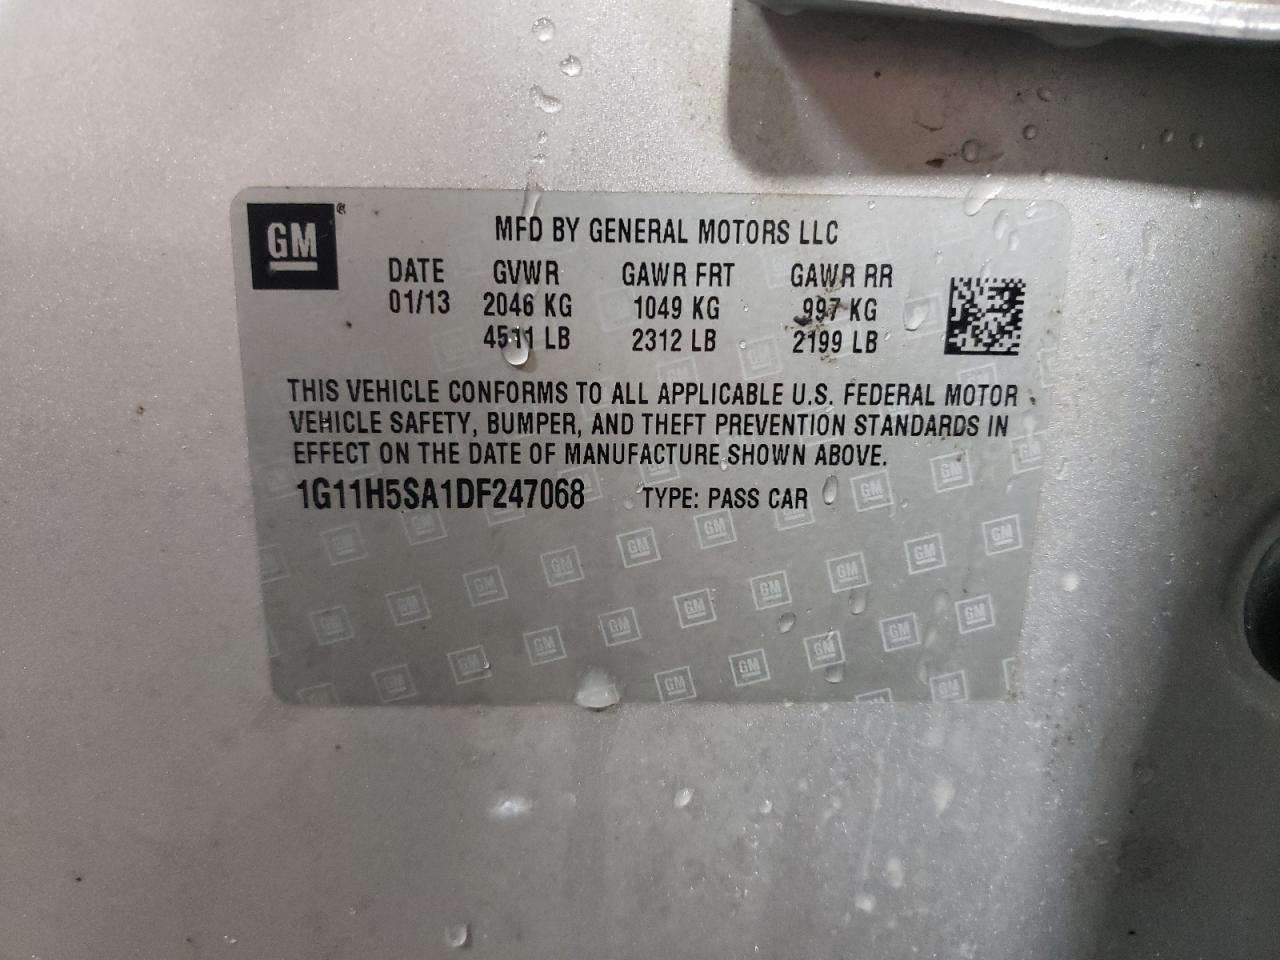 GM ®
MFD BY GENERAL MOTORS LLC
DATE GVWR GAWR FRT GAWR RR
01/13 2046 KG 1049 KG 997 KG
4511 LB 2312 LB 2199 LB
THIS VEHICLE CONFORMS TO ALL APPLICABLE U.S. FEDERAL MOTOR
VEHICLE SAFETY, BUMPER, AND THEFT PREVENTION STANDARDS IN
EFFECT ON THE DATE OF MANUFACTURE SHOWN ABOVE.
1G11H5SA1DF247068 TYPE: PASS CAR